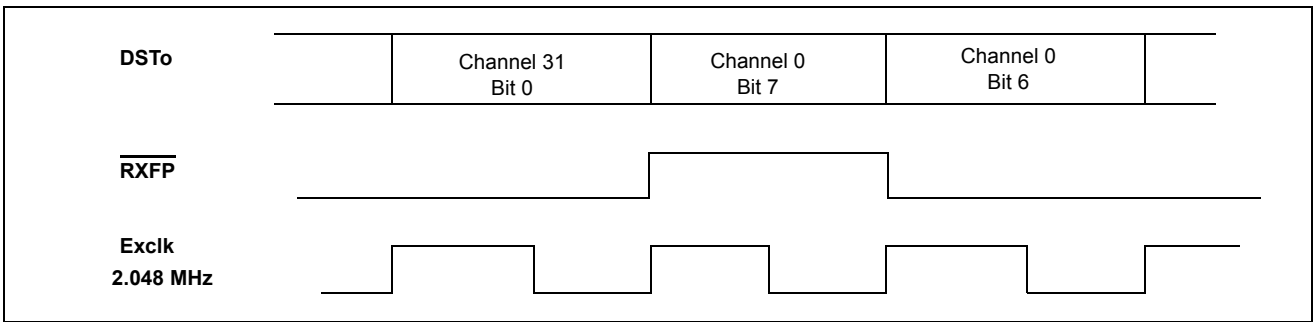 DSTo
Channel 31
Bit 0
Channel 0
Bit 7
Channel 0
Bit 6
RXFP
Exclk
2.048 MHz